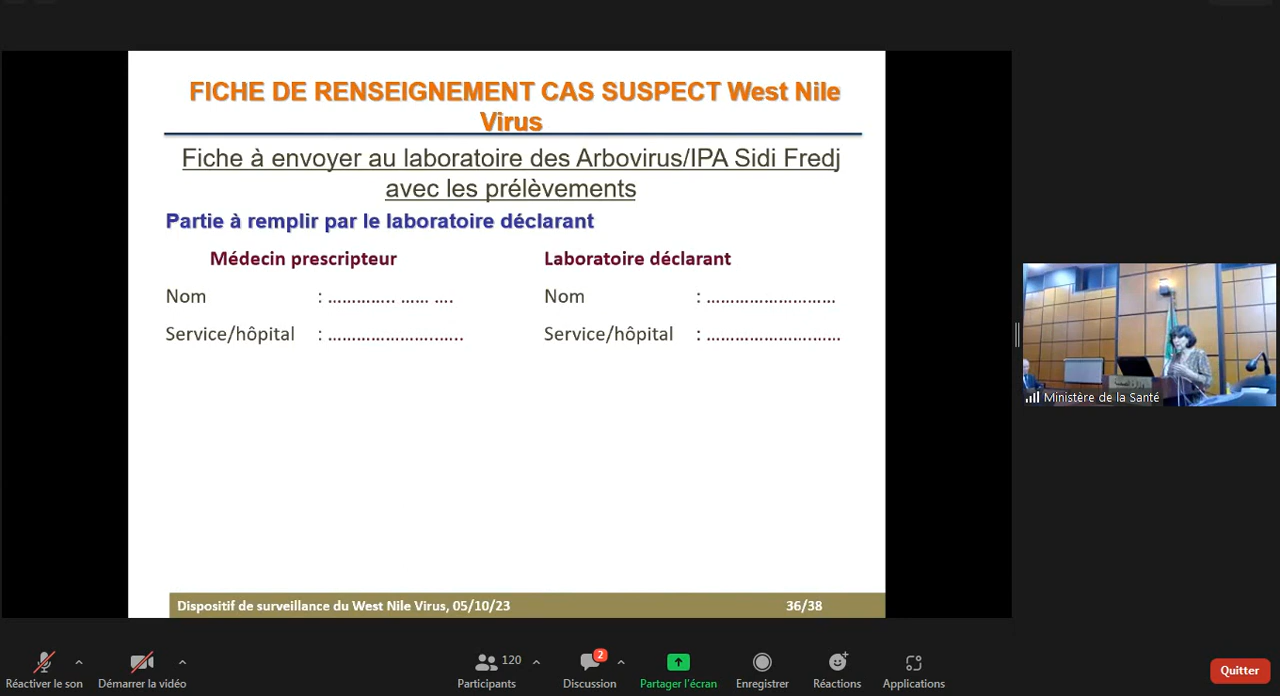 FICHE DE RENSEIGNEMENT CAS SUSPECT West Nile
Virus
Fiche à envoyer au laboratoire des Arbovirus/IPA Sidi Fredj
avec les prélèvements
Partie à remplir par le laboratoire déclarant
Médecin prescripteur Laboratoire déclarant
Nom : ............. ...... .... Nom : ........................
Service/hôpital : .......................... Service/hôpital : ..........................
Dispositif de surveillance du West Nile Virus, 05/10/23 36/38
وزارة الصحة
Ministère de la Santé
Réactiver le son
Démarrer la vidéo
120
Participants
2
Discussion
Partager l'écran
Enregistrer
Réactions
Applications
Quitter